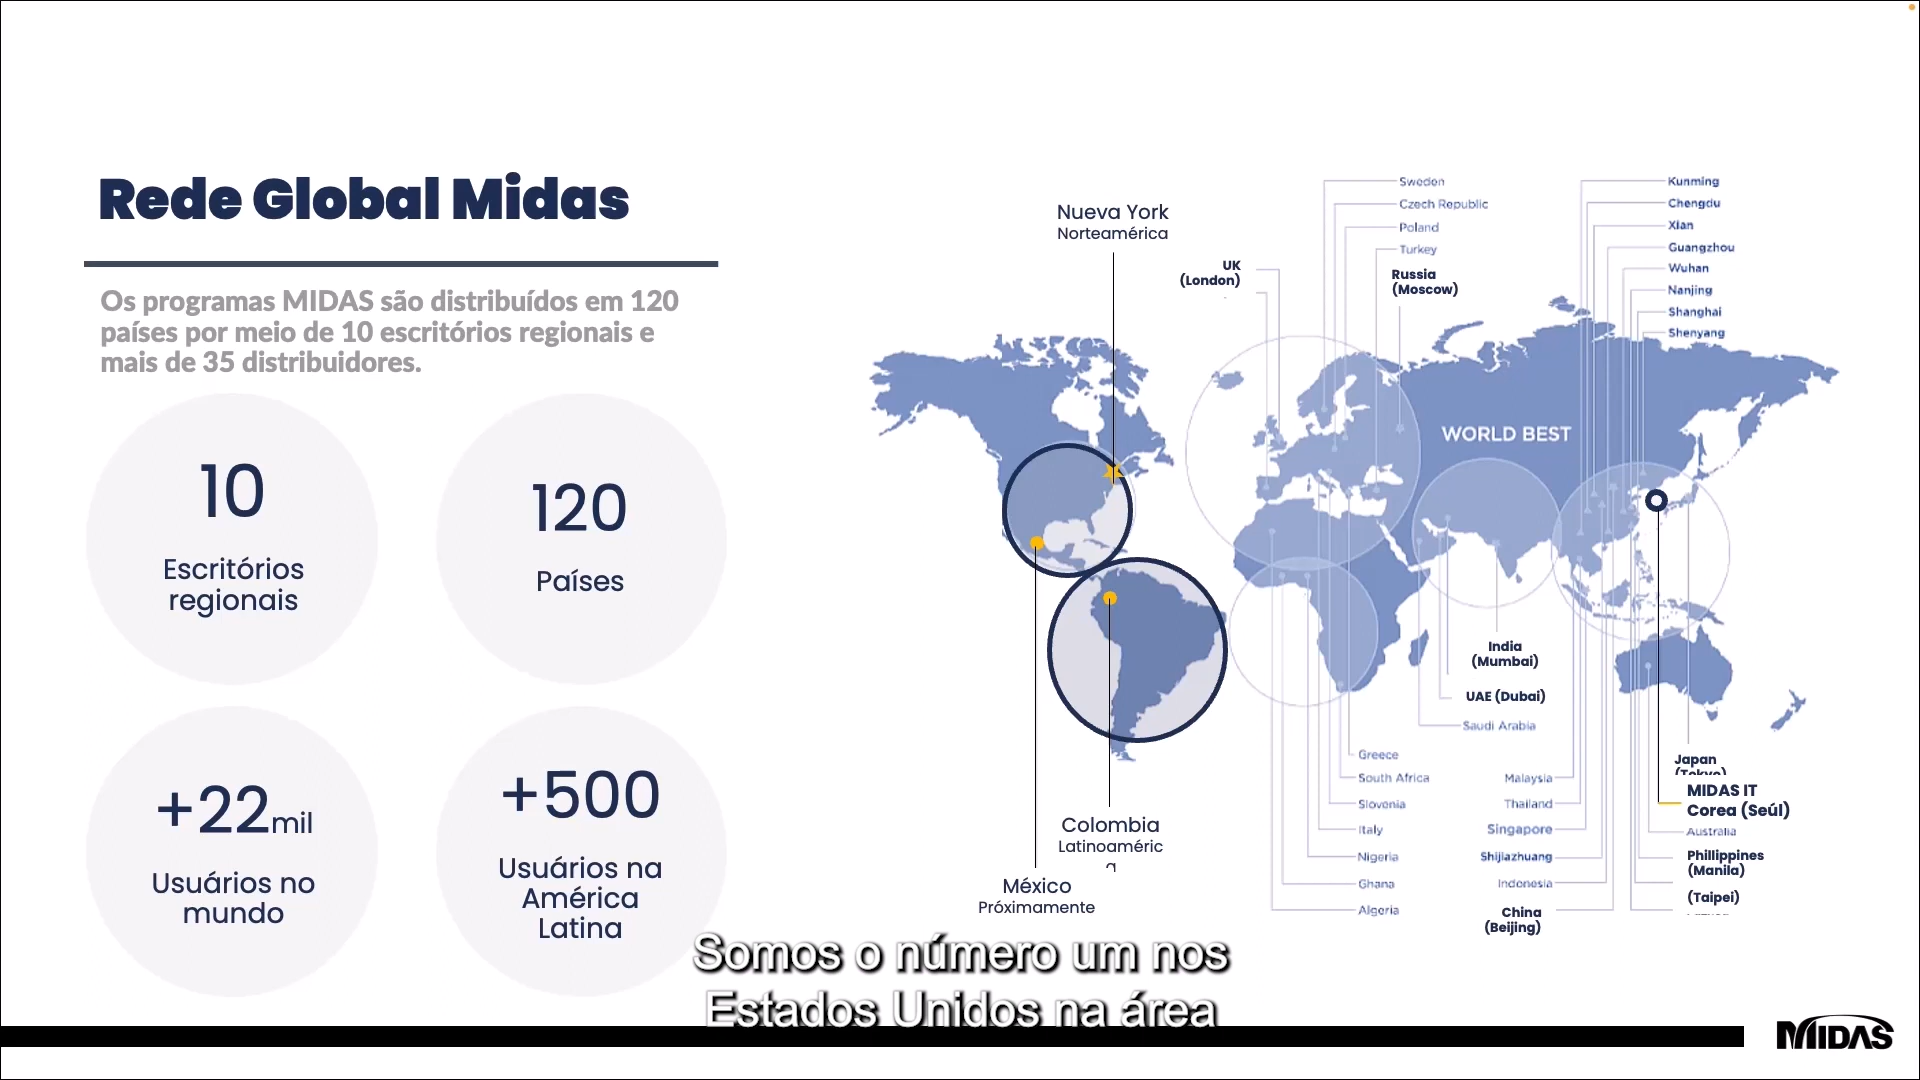 Rede Global Midas
Os programas MIDAS são distribuídos em 120
países por meio de 10 escritórios regionais e
mais de 35 distribuidores.
10
Escritórios
regionais
120
Países
+22mil
Usuários no
mundo
+500
Usuários na
América
Latina
Nueva York
Norteamérica
UK
(London)
Sweden
Czech Republic
Poland
Turkey
Russia
(Moscow)
Kunming
Chengdu
Xian
Guangzhou
Wuhan
Nanjing
Shanghai
Shenyang
WORLD BEST
India
(Mumbai)
UAE (Dubai)
Saudi Arabia
Greece
South Africa
Slovenia
Italy
Nigeria
Ghana
Algeria
Malaysia
Thailand
Singapore
Shijiazhuang
Indonesia
China
(Beijing)
Japan
(Tokyo)
MIDAS IT
Corea (Seúl)
Australia
Phillippines
(Manila)
(Taipei)
Colombia
Latinoaméric
a
México
Próximamente
Somos o número um nos
Estados Unidos na área
MIDAS